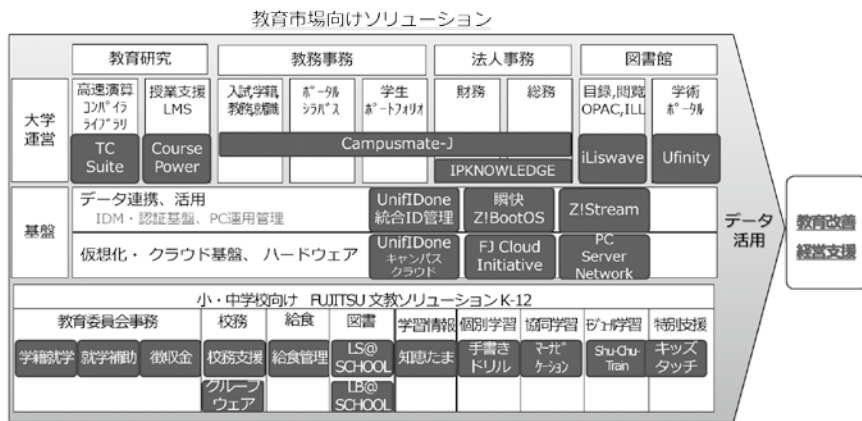 教育市場向けソリューション
教育研究 教務事務 法人事務 図書館
大学
運営
高速演算
コンパイラ
ライブラリ
授業支援
LMS
入試学籍
教務就職
ポータル
シラバス
学生
ポートフォリオ
財務
総務
目録,閲覧
OPAC,ILL
学術
ポータル
TC
Suite
Course
Power
Campusmate-J
IPKNOWLEDGE
iLiswave
Ufinity
基盤
データ連携、活用
IDM・認証基盤、PC運用管理
UnifIDone
統合ID管理
瞬快
Z!BootOS
Z!Stream
仮想化・クラウド基盤、ハードウェア
UnifIDone
キャンパス
クラウド
FJ Cloud
Initiative
PC
Server
Network
データ
活用
教育改善
経営支援
小・中学校向け FUJITSU 文教ソリューションK-12
教育委員会事務 校務 給食 図書 学習情報 個別学習 協同学習 ﾓｼﾞｭｰﾙ学習 特別支援
学籍就学
就学補助
徴収金
校務支援
グループ
ウェア
給食管理
LS@
SCHOOL
LB@
SCHOOL
知恵たま
手書き
ドリル
マーナビ
ケーション
Shu-Chu-
Train
キッズ
タッチ